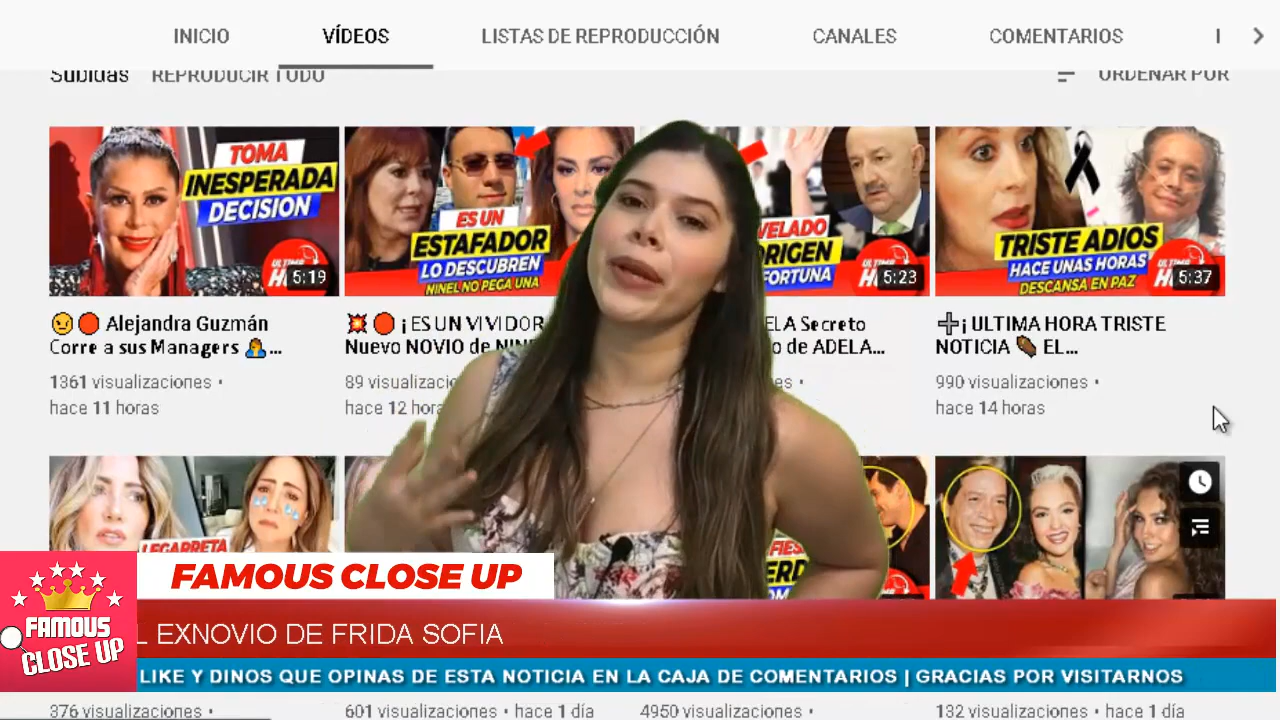 INICIO VÍDEOS LISTAS DE REPRODUCCIÓN CANALES COMENTARIOS
Subidas REPRODUCIR TODO ORDENAR POR
TOMA
INESPERADA
DECISION
5:19
ES UN
ESTAFADOR
LO DESCUBREN
NINEL NO PEGA UNA
ORIGEN
5:23
TRISTE ADIOS
HACE UNAS HORAS
DESCANSA EN PAZ
5:37
😠🔴 Alejandra Guzmán
Corre a sus Managers 🤦...
1361 visualizaciones •
hace 11 horas
💥🔴 ¡ES UN VIVIDOR
Nuevo NOVIO de
89
hace 12
Secreto
de ADELA...
➕¡ ULTIMA HORA TRISTE
NOTICIA ⚰️ EL...
990 visualizaciones •
hace 14 horas
LEGARRETA
FAMOUS CLOSE UP
FAMOUS
CLOSE UP
EXNOVIO DE FRIDA SOFIA
LIKE Y DINOS QUE OPINAS DE ESTA NOTICIA EN LA CAJA DE COMENTARIOS | GRACIAS POR VISITARNOS
376 visualizaciones •
601 visualizaciones • hace 1 día
4950 visualizaciones •
132 visualizaciones • hace 1 día